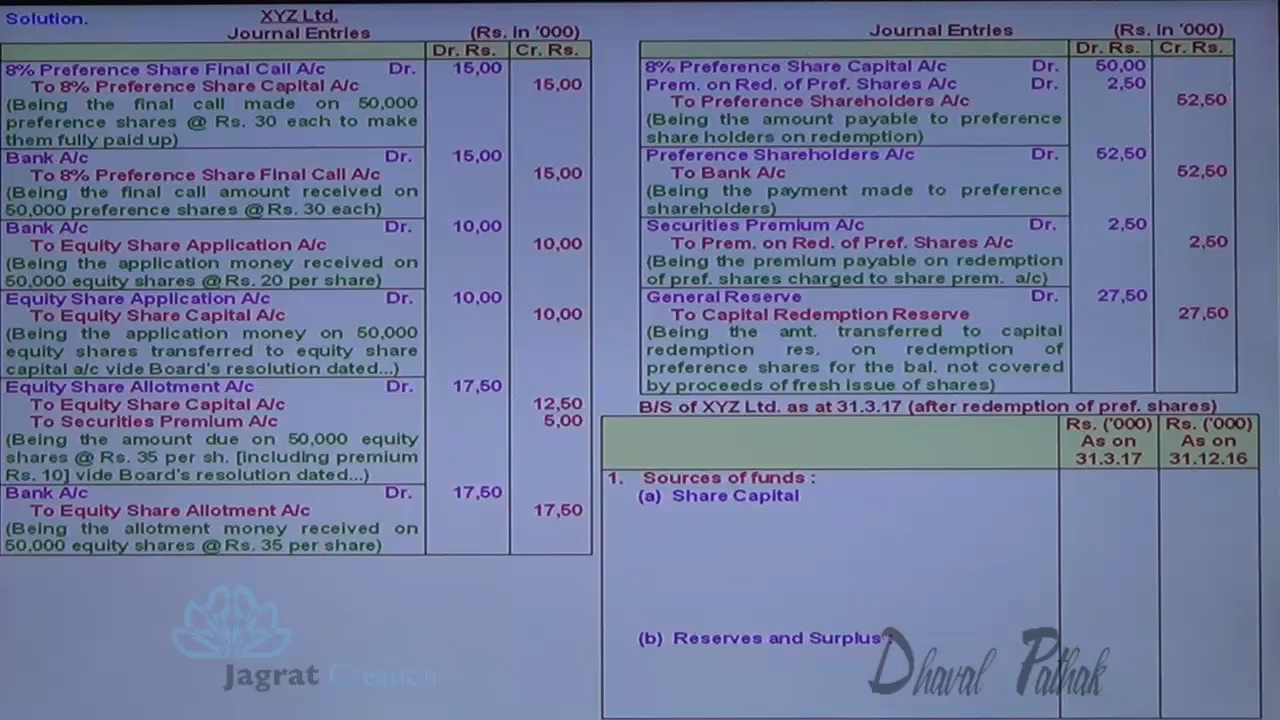 Solution.
XYZ Ltd.
Journal Entries (Rs. in '000)
Dr. Rs. Cr. Rs.
8% Preference Share Final Call A/c Dr. 15,00
To 8% Preference Share Capital A/c 15,00
(Being the final call made on 50,000
preference shares @ Rs. 30 each to make
them fully paid up)
Bank A/c Dr. 15,00
To 8% Preference Share Final Call A/c 15,00
(Being the final call amount received on
50,000 preference shares @ Rs. 30 each)
Bank A/c Dr. 10,00
To Equity Share Application A/c 10,00
(Being the application money received on
50,000 equity shares @ Rs. 20 per share)
Equity Share Application A/c Dr. 10,00
To Equity Share Capital A/c 10,00
(Being the application money on 50,000
equity shares transferred to equity share
capital a/c vide Board's resolution dated...)
Equity Share Allotment A/c Dr. 17,50
To Equity Share Capital A/c 12,50
To Securities Premium A/c 5,00
(Being the amount due on 50,000 equity
shares @ Rs. 35 per sh. [including premium
Rs. 10] vide Board's resolution dated...)
Bank A/c Dr. 17,50
To Equity Share Allotment A/c 17,50
(Being the allotment money received on
50,000 equity shares @ Rs. 35 per share)
Journal Entries (Rs. in '000)
Dr. Rs. Cr. Rs.
8% Preference Share Capital A/c Dr. 50,00
Prem. on Red. of Pref. Shares A/c Dr. 2,50
To Preference Shareholders A/c 52,50
(Being the amount payable to preference
share holders on redemption)
Preference Shareholders A/c Dr. 52,50
To Bank A/c 52,50
(Being the payment made to preference
shareholders)
Securities Premium A/c Dr. 2,50
To Prem. on Red. of Pref. Shares A/c 2,50
(Being the premium payable on redemption
of pref. shares charged to share prem. a/c)
General Reserve Dr. 27,50
To Capital Redemption Reserve 27,50
(Being the amt. transferred to capital
redemption res. on redemption of
preference shares for the bal. not covered
by proceeds of fresh issue of shares)
B/S of XYZ Ltd. as at 31.3.17 (after redemption of pref. shares)
Rs. ('000) Rs. ('000)
As on As on
31.3.17 31.12.16
1. Sources of funds :
(a) Share Capital
(b) Reserves and Surplus :
Jagrat Creation
Dhaval Pathak